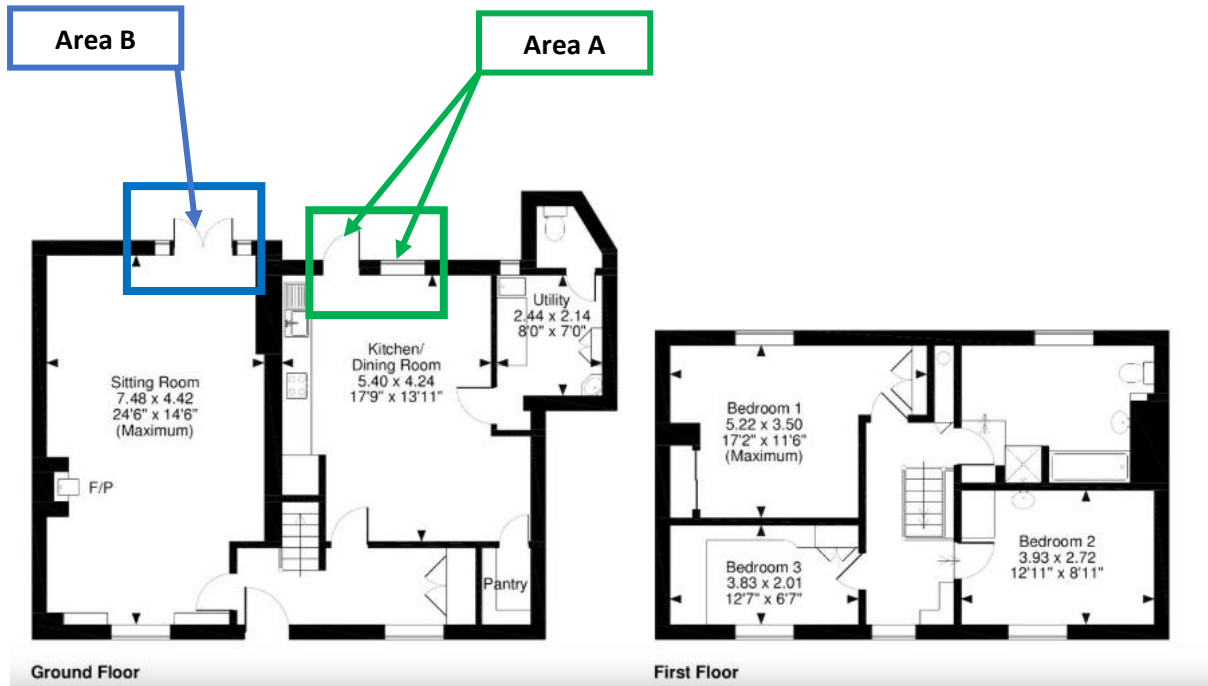 Area B
Area A
Sitting Room
7.48 x 4.42
24'6" x 14'6"
(Maximum)
F/P
Kitchen/
Dining Room
5.40 x 4.24
17'9" x 13'11"
Utility
2.44 x 2.14
8'0" x 7'0"
Pantry
Ground Floor
Bedroom 1
5.22 x 3.50
17'2" x 11'6"
(Maximum)
Bedroom 3
3.83 x 2.01
12'7" x 6'7"
Bedroom 2
3.93 x 2.72
12'11" x 8'11"
First Floor